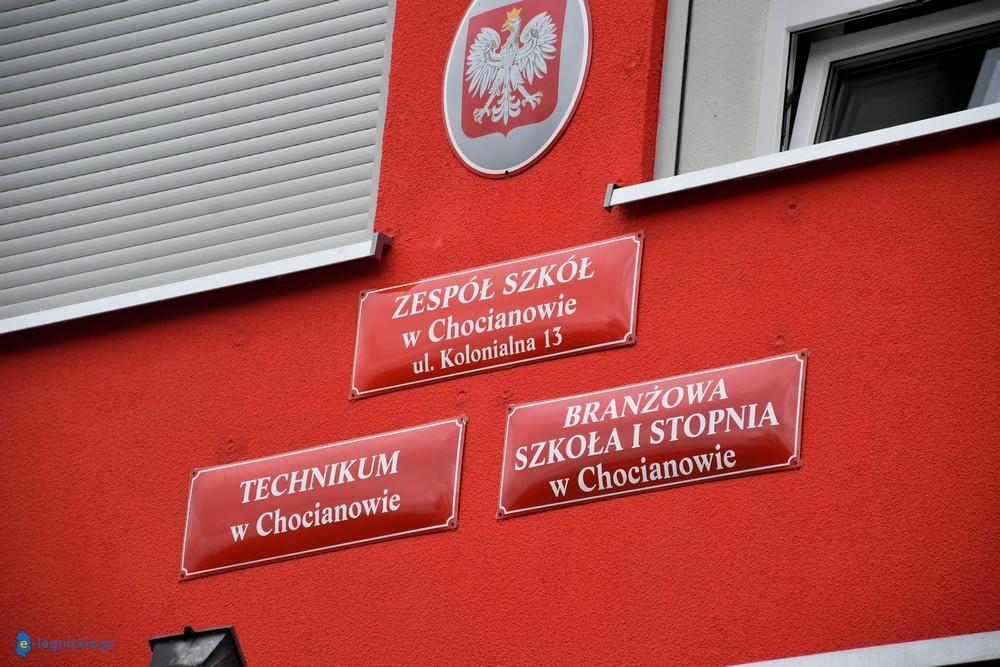 ZESPÓŁ SZKÓŁ
w Chocianowie
ul. Kolonialna 13
BRANŻOWA
SZKOŁA I STOPNIA
w Chocianowie
TECHNIKUM
w Chocianowie
e-legnickie.pl